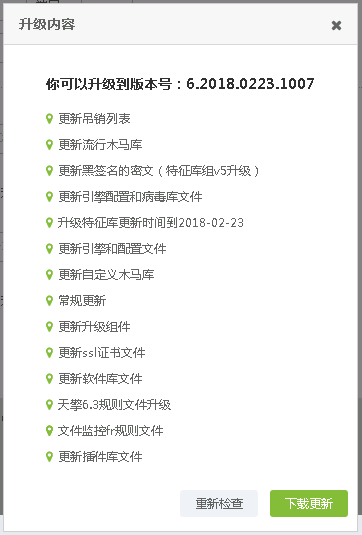 升级内容
你可以升级到版本号：6.2018.0223.1007
更新吊销列表
更新流行木马库
更新黑签名的密文（特征库组v5升级）
更新引擎配置和病毒库文件
升级特征库更新时间到2018-02-23
更新引擎和配置文件
更新自定义木马库
常规更新
更新升级组件
更新ssl证书文件
更新软件库文件
天擎6.3规则文件升级
文件监控fr规则文件
更新插件库文件
重新检查
下载更新